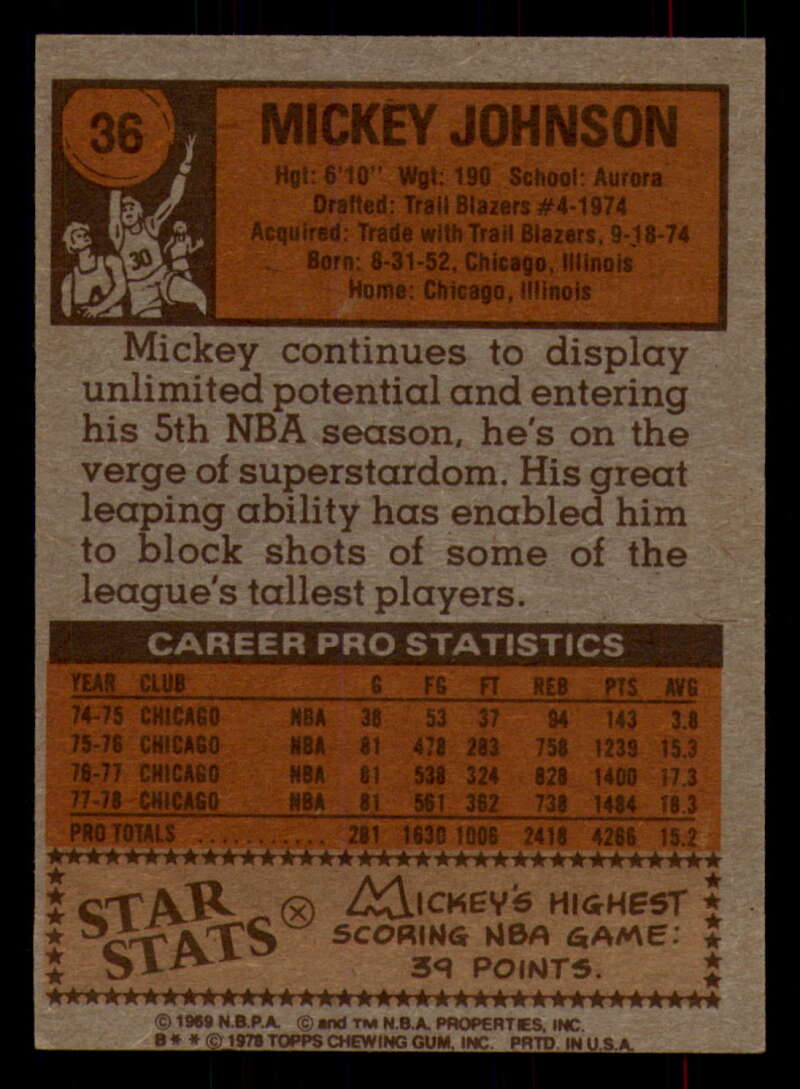 36
MICKEY JOHNSON
Hgt: 6'10" Wgt: 190 School: Aurora
Drafted: Trail Blazers #4-1974
Acquired: Trade with Trail Blazers, 9-18-74
Born: 8-31-52, Chicago, Illinois
Home: Chicago, Illinois
30
Mickey continues to display
unlimited potential and entering
his 5th NBA season, he's on the
verge of superstardom. His great
leaping ability has enabled him
to block shots of some of the
league's tallest players.
CAREER PRO STATISTICS
YEAR CLUB G FG FT REB PTS AVG
74-75 CHICAGO NBA 38 53 37 94 143 3.8
75-76 CHICAGO NBA 81 478 283 758 1239 15.3
76-77 CHICAGO NBA 81 538 324 828 1400 17.3
77-78 CHICAGO NBA 81 561 362 738 1484 18.3
PRO TOTALS ........... 281 1630 1006 2418 4266 15.2
STAR
STATS
MICKEY'S HIGHEST
SCORING NBA GAME:
39 POINTS.
© 1969 N.B.P.A. © and TM N.B.A. PROPERTIES, INC.
B* * © 1978 TOPPS CHEWING GUM, INC. PRTD. IN U.S.A.